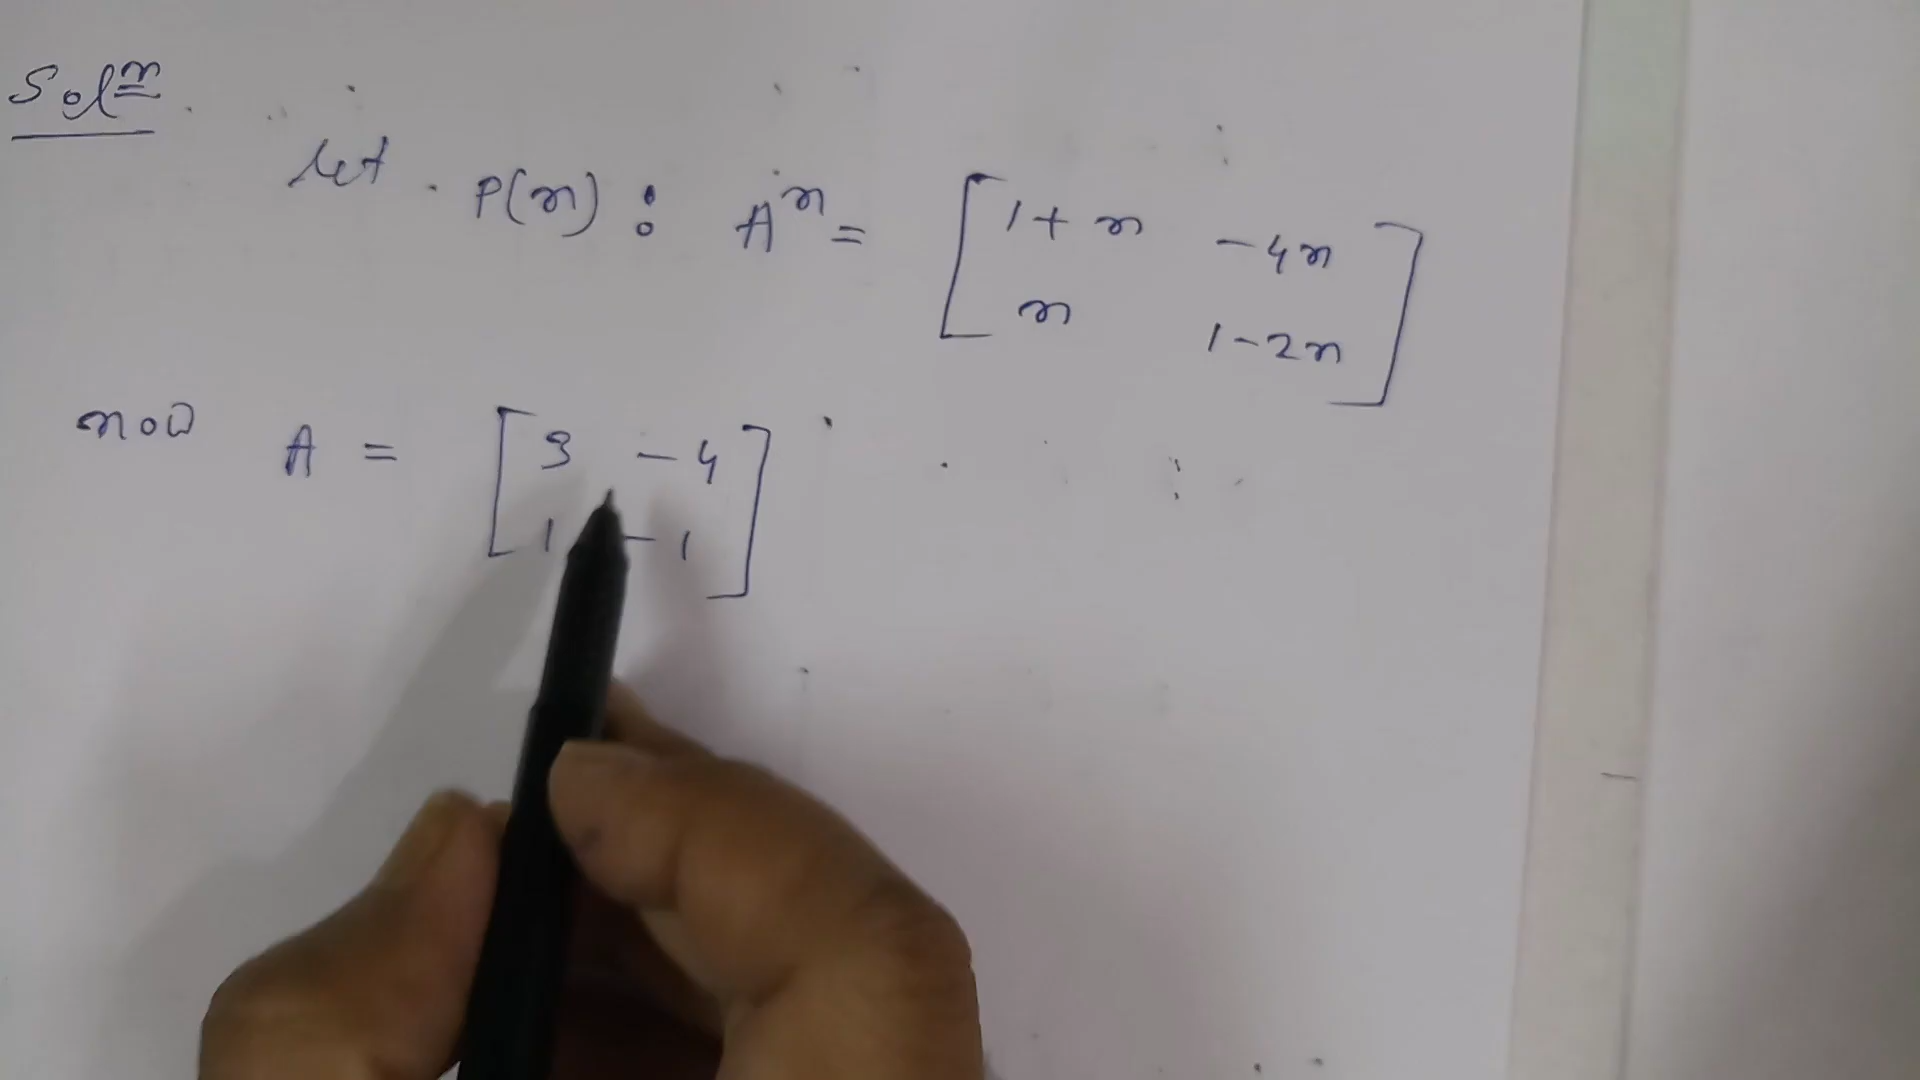 Solⁿ
Let P(n) : Aⁿ = [ 1+n -4n
n 1-2n ]
now A = [ 3 -4
1 -1 ]